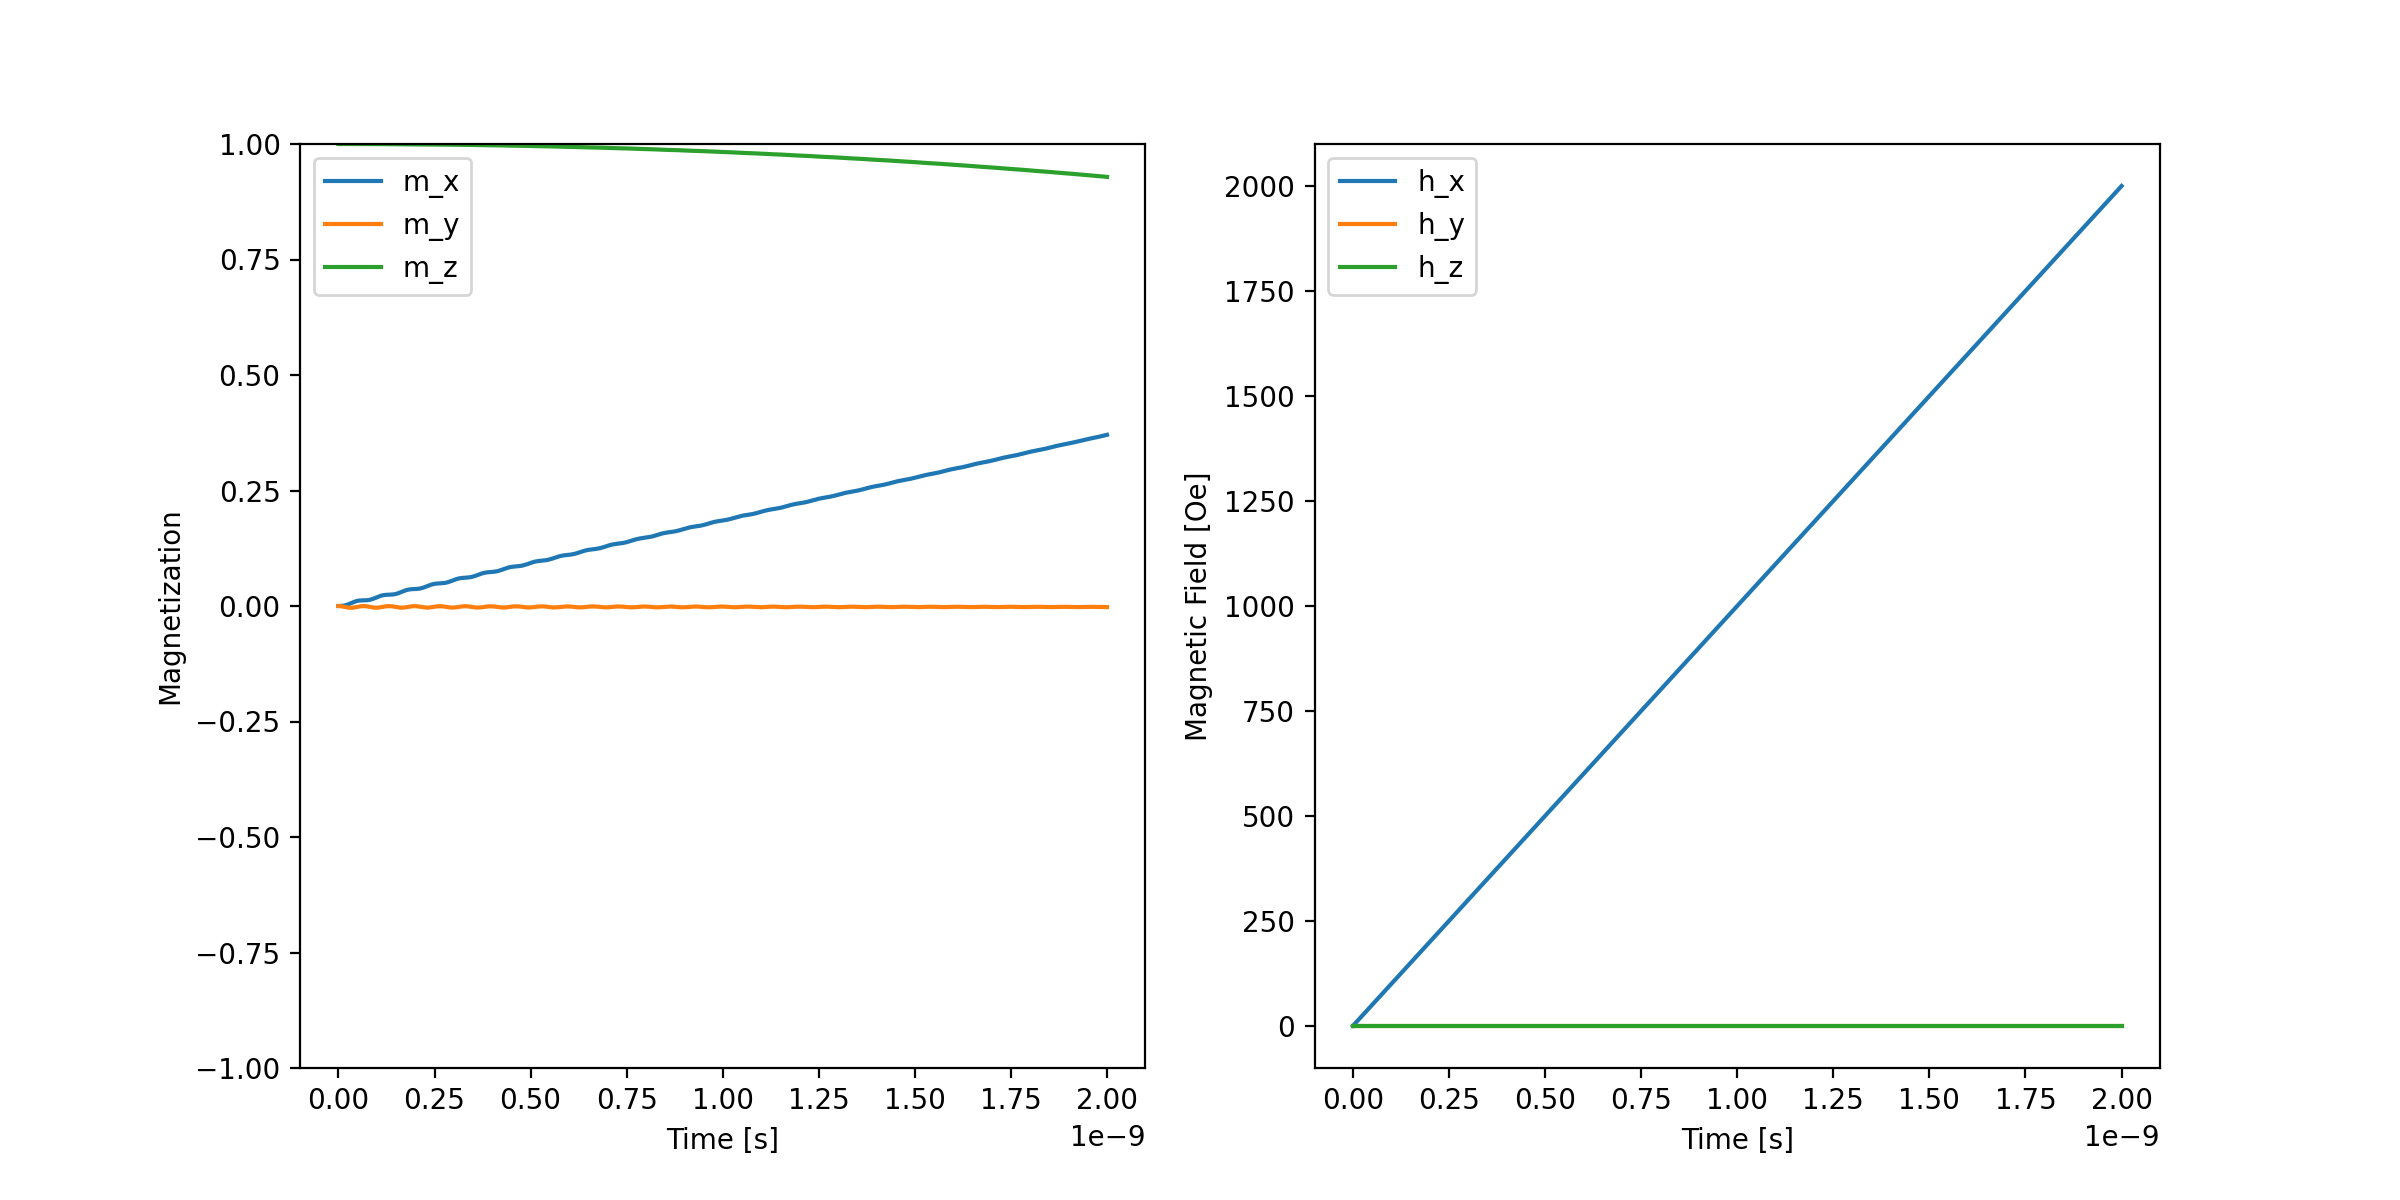 1.00
0.75
0.50
0.25
0.00
−0.25
−0.50
−0.75
−1.00
Magnetization
m_x
m_y
m_z
0.00 0.25 0.50 0.75 1.00 1.25 1.50 1.75 2.00
Time [s]
1e−9
2000
1750
1500
1250
1000
750
500
250
0
Magnetic Field [Oe]
h_x
h_y
h_z
0.00 0.25 0.50 0.75 1.00 1.25 1.50 1.75 2.00
Time [s]
1e−9